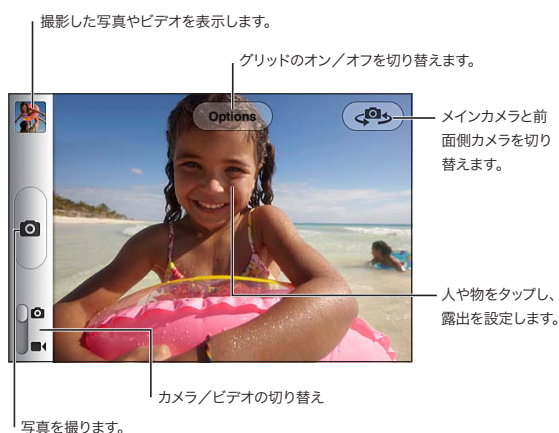 撮影した写真やビデオを表示します。
グリッドのオン／オフを切り替えます。
Options
メインカメラと前
面側カメラを切り
替えます。
人や物をタップし、
露出を設定します。
カメラ／ビデオの切り替え
写真を撮ります。